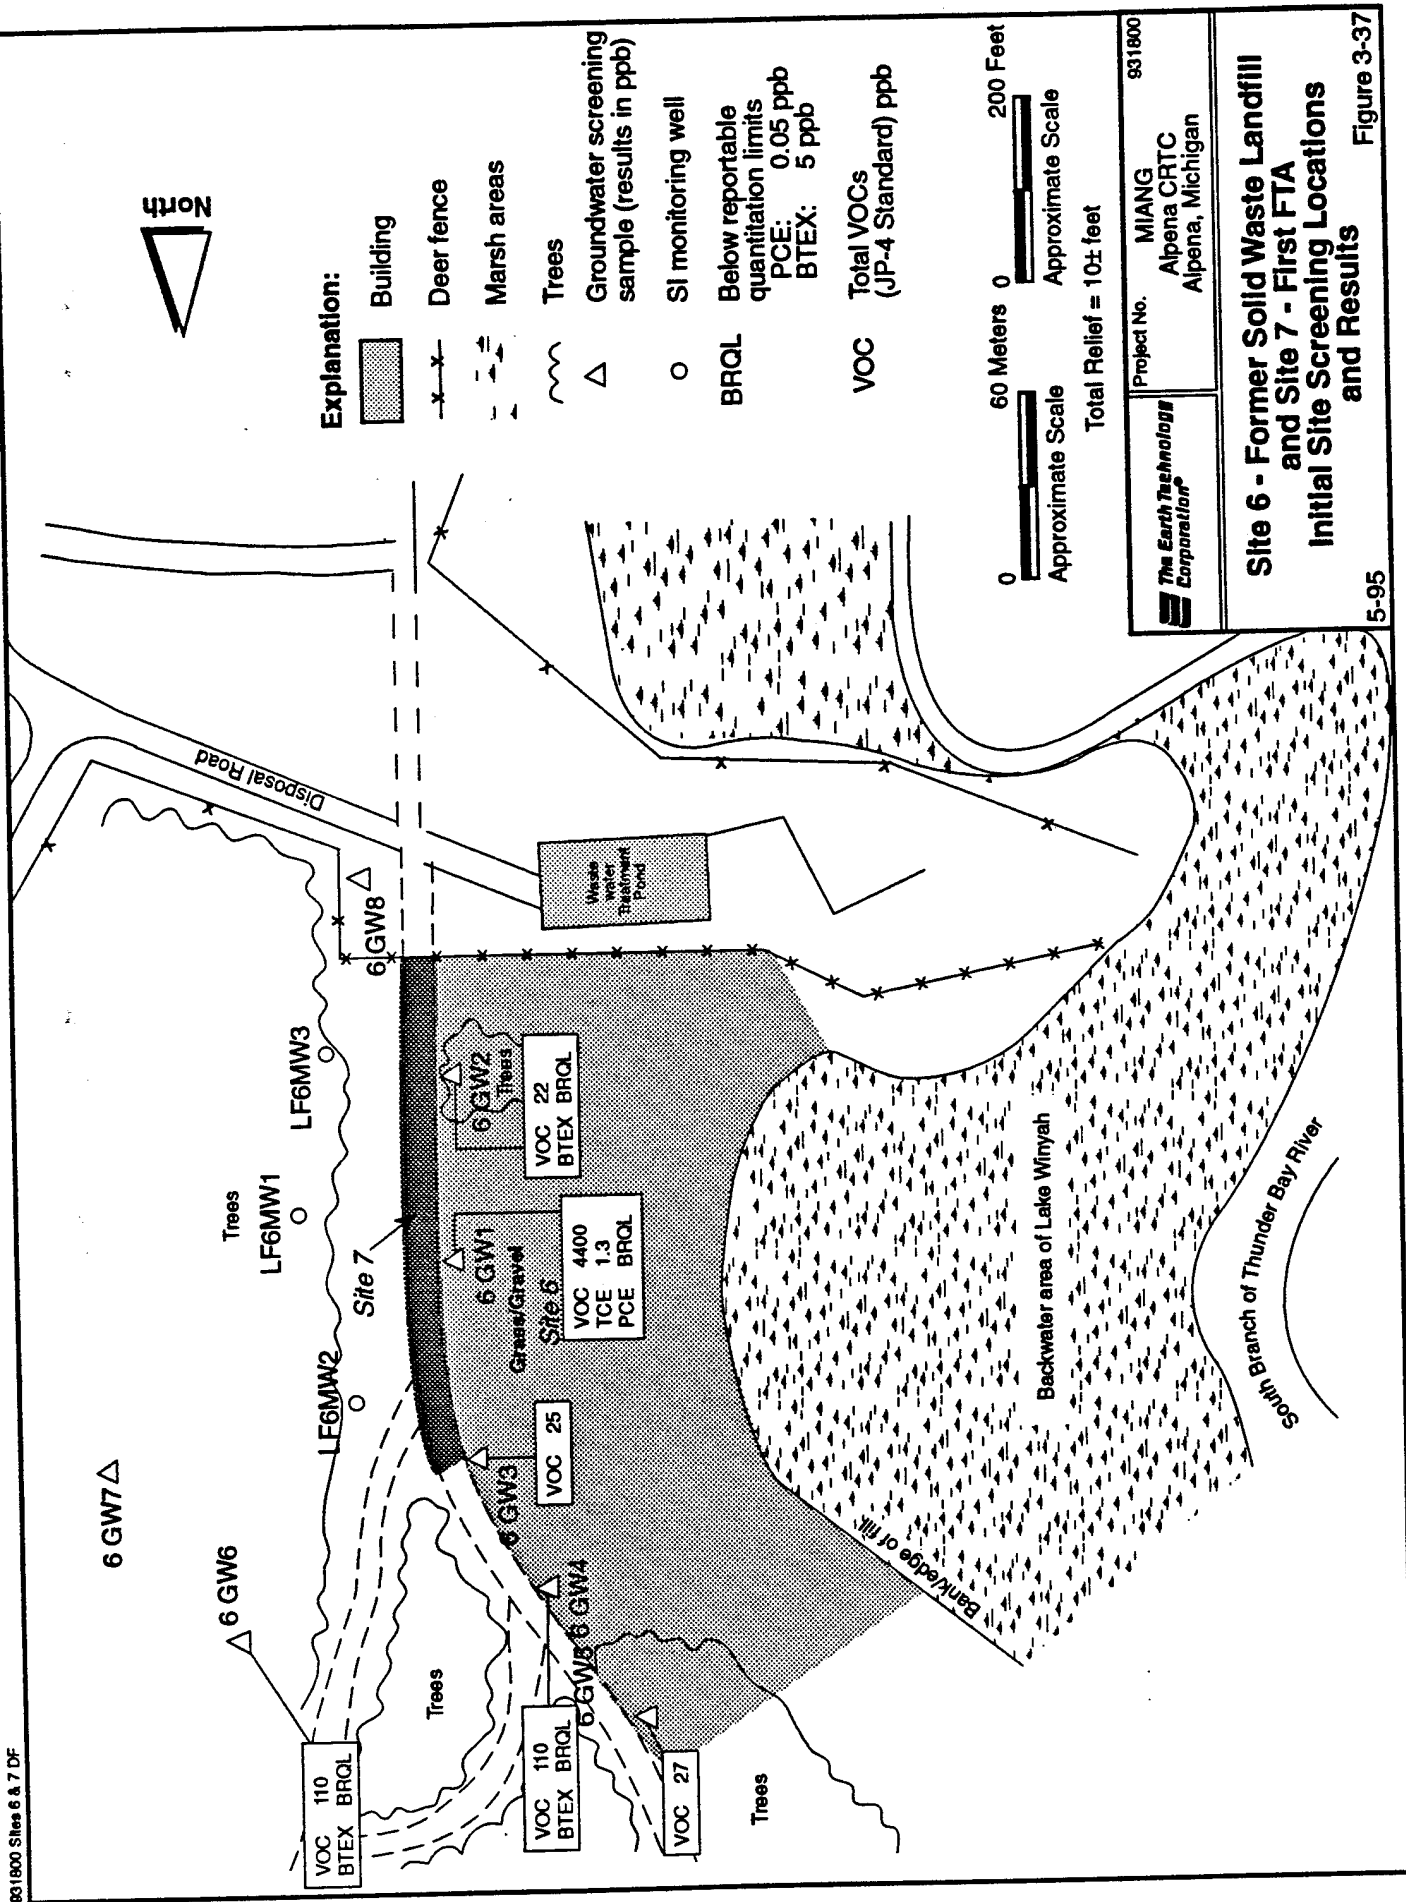 931800 Sites 6 & 7 DF
North
Explanation:
Building
Deer fence
Marsh areas
Trees
Groundwater screening
sample (results in ppb)
SI monitoring well
BRQL Below reportable
quantitation limits
PCE: 0.05 ppb
BTEX: 5 ppb
VOC Total VOCs
(JP-4 Standard) ppb
0 60 Meters
Approximate Scale
0 200 Feet
Approximate Scale
Total Relief = 10± feet
The Earth Technology
Corporation®
Project No. 931800
MIANG
Alpena CRTC
Alpena, Michigan
Site 6 - Former Solid Waste Landfill
and Site 7 - First FTA
Initial Site Screening Locations
and Results
5-95
Figure 3-37
6 GW7
6 GW6
VOC 110
BTEX BRQL
LF6MW2
Trees
LF6MW1
LF6MW3
6 GW8
Disposal Road
Site 7
Trees
6 GW3
VOC 25
6 GW1
Grass/Gravel
Site 6
VOC 4400
TCE 1.3
PCE BRQL
6 GW2
Trees
VOC 22
BTEX BRQL
Waste
water
Treatment
Pond
6 GW4
VOC 110
BTEX BRQL
6 GW5
VOC 27
Trees
Bank/edge of fill
Backwater area of Lake Winyah
South Branch of Thunder Bay River